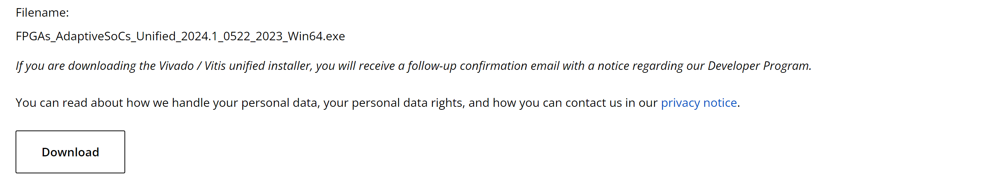 Filename:
FPGAs_AdaptiveSoCs_Unified_2024.1_0522_2023_Win64.exe
If you are downloading the Vivado / Vitis unified installer, you will receive a follow-up confirmation email with a notice regarding our Developer Program.
You can read about how we handle your personal data, your personal data rights, and how you can contact us in our privacy notice.
Download